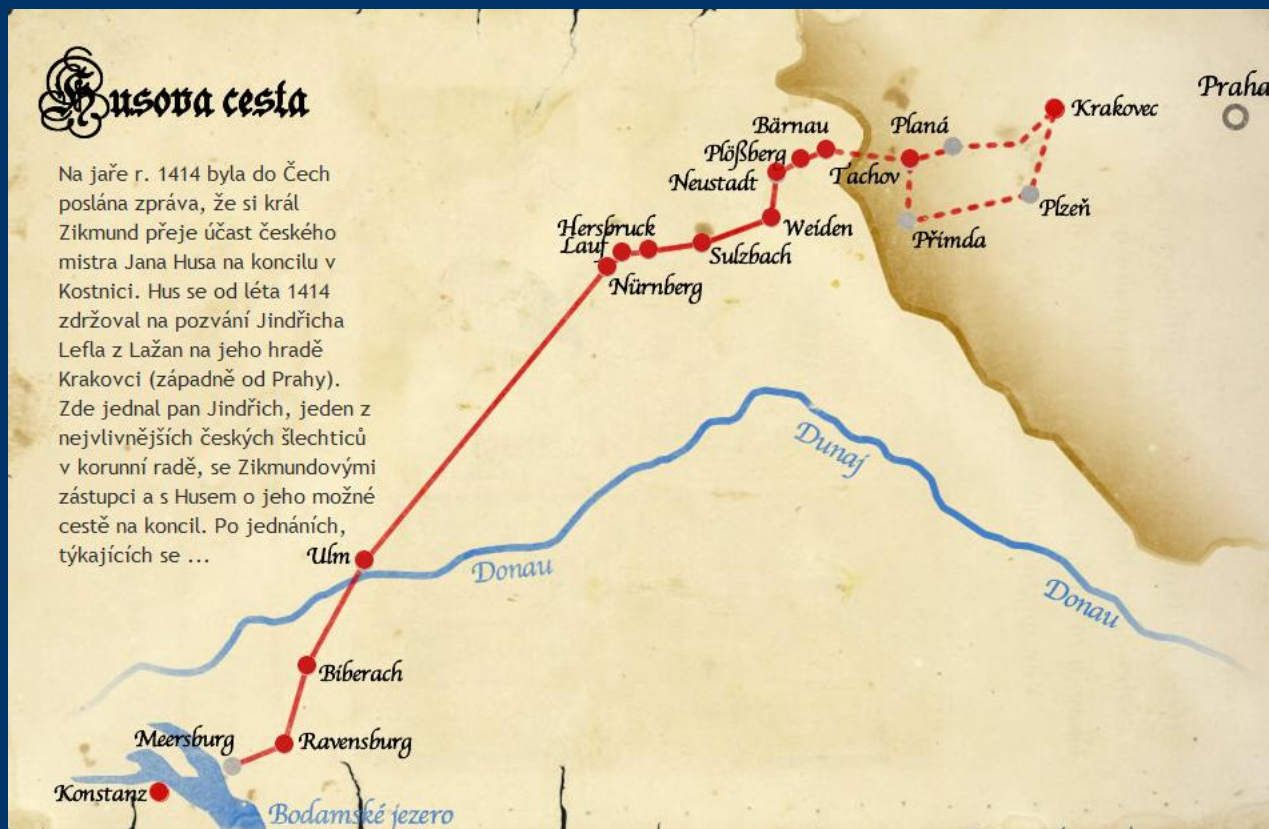 Husova cesta
Na jaře r. 1414 byla do Čech
poslána zpráva, že si král
Zikmund přeje účast českého
mistra Jana Husa na koncilu v
Kostnici. Hus se od léta 1414
zdržoval na pozvání Jindřicha
Lefla z Lažan na jeho hradě
Krakovci (západně od Prahy).
Zde jednal pan Jindřich, jeden z
nejvlivnějších českých šlechticů
v korunní radě, se Zikmundovými
zástupci a s Husem o jeho možné
cestě na koncil. Po jednáních,
týkajících se ...
Praha
Krakovec
Planá
Bärnau
Plößberg
Tachov
Neustadt
Plzeň
Přimda
Weiden
Hersbruck
Lauf
Sulzbach
Nürnberg
Dunaj
Ulm
Donau
Donau
Biberach
Meersburg
Ravensburg
Konstanz
Bodamské jezero